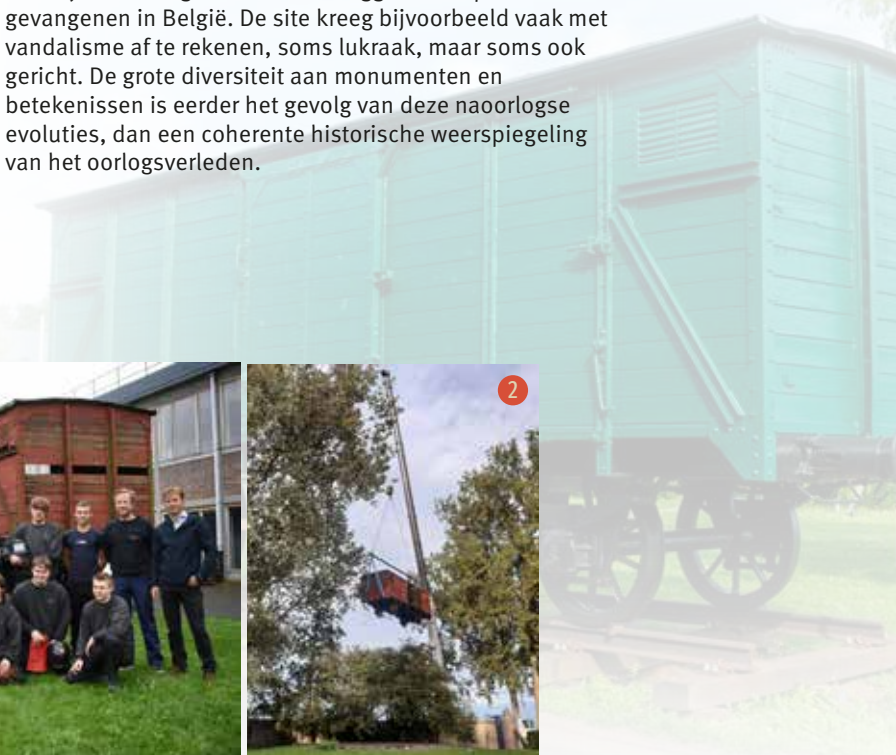 gevangenen in België. De site kreeg bijvoorbeeld vaak met
vandalisme af te rekenen, soms lukraak, maar soms ook
gericht. De grote diversiteit aan monumenten en
betekenissen is eerder het gevolg van deze naoorlogse
evoluties, dan een coherente historische weerspiegeling
van het oorlogsverleden.
2